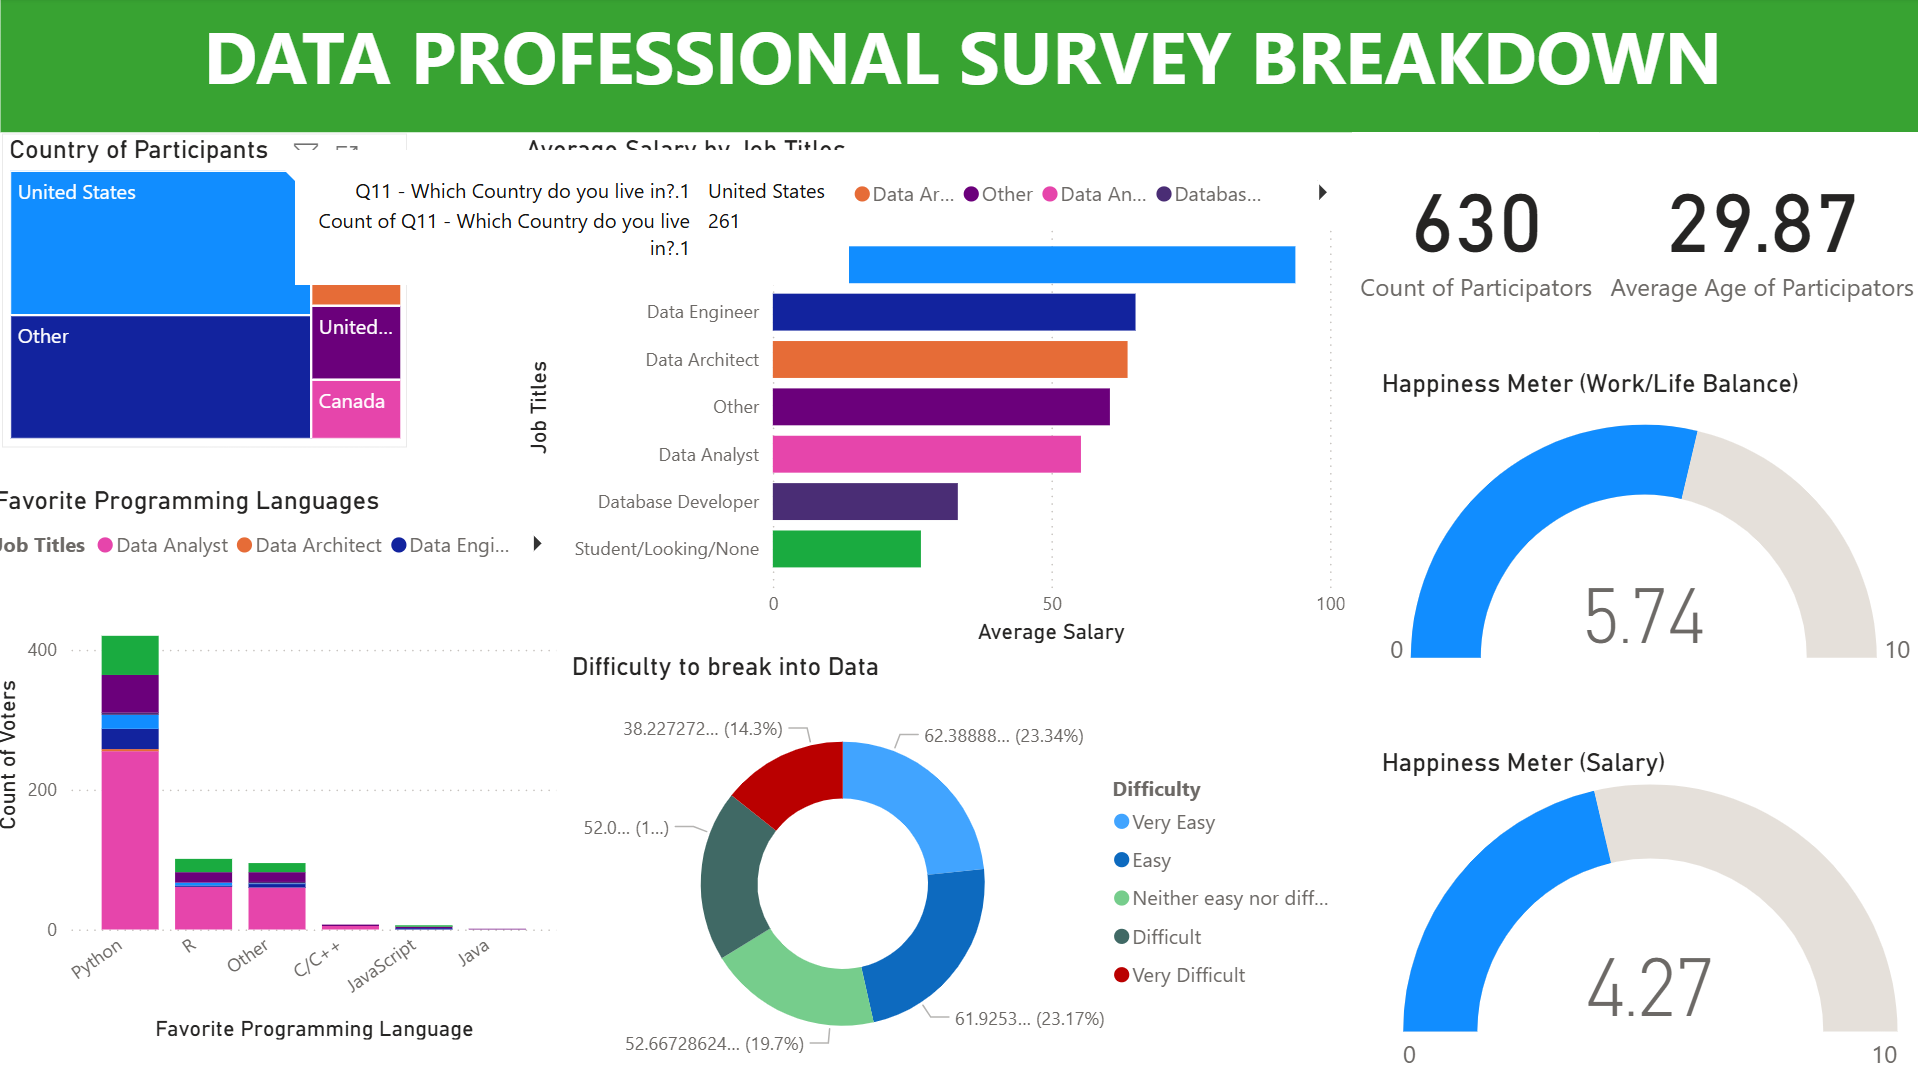 DATA PROFESSIONAL SURVEY BREAKDOWN
Country of Participants
United States
Other
United...
Canada
Q11 - Which Country do you live in?.1 United States
Count of Q11 - Which Country do you live in?.1 261
Average Salary by Job Titles
Data Ar... Other Data An... Databas...
Job Titles
Data Engineer
Data Architect
Other
Data Analyst
Database Developer
Student/Looking/None
0 50 100
Average Salary
630
Count of Participators
29.87
Average Age of Participators
Happiness Meter (Work/Life Balance)
5.74
0 10
Favorite Programming Languages
Job Titles Data Analyst Data Architect Data Engi...
Count of Voters
400
200
0
Python R Other C/C++ JavaScript Java
Favorite Programming Language
Difficulty to break into Data
38.227272... (14.3%)
62.38888... (23.34%)
52.0... (1...)
61.9253... (23.17%)
52.66728624... (19.7%)
Difficulty
Very Easy
Easy
Neither easy nor diff...
Difficult
Very Difficult
Happiness Meter (Salary)
4.27
0 10